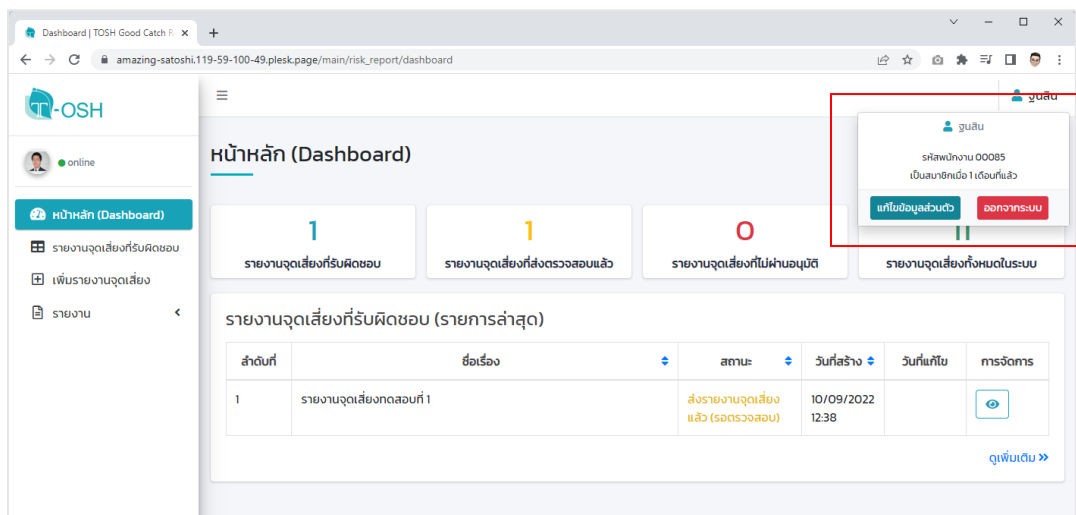 Dashboard | TOSH Good Catch R
amazing-satoshi.119-59-100-49.plesk.page/main/risk_report/dashboard
T-OSH
ฐนสิน
online
ฐนสิน
รหัสพนักงาน 00085
เป็นสมาชิกเมื่อ 1 เดือนที่แล้ว
แก้ไขข้อมูลส่วนตัว
ออกจากระบบ
หน้าหลัก (Dashboard)
รายงานจุดเสี่ยงที่รับผิดชอบ
เพิ่มรายงานจุดเสี่ยง
รายงาน
หน้าหลัก (Dashboard)
1
รายงานจุดเสี่ยงที่รับผิดชอบ
1
รายงานจุดเสี่ยงที่ส่งตรวจสอบแล้ว
0
รายงานจุดเสี่ยงที่ไม่ผ่านอนุมัติ
รายงานจุดเสี่ยงทั้งหมดในระบบ
รายงานจุดเสี่ยงที่รับผิดชอบ (รายการล่าสุด)
ลำดับที่ ชื่อเรื่อง สถานะ วันที่สร้าง วันที่แก้ไข การจัดการ
1 รายงานจุดเสี่ยงทดสอบที่ 1 ส่งรายงานจุดเสี่ยง 10/09/2022
แล้ว (รอตรวจสอบ) 12:38
ดูเพิ่มเติม